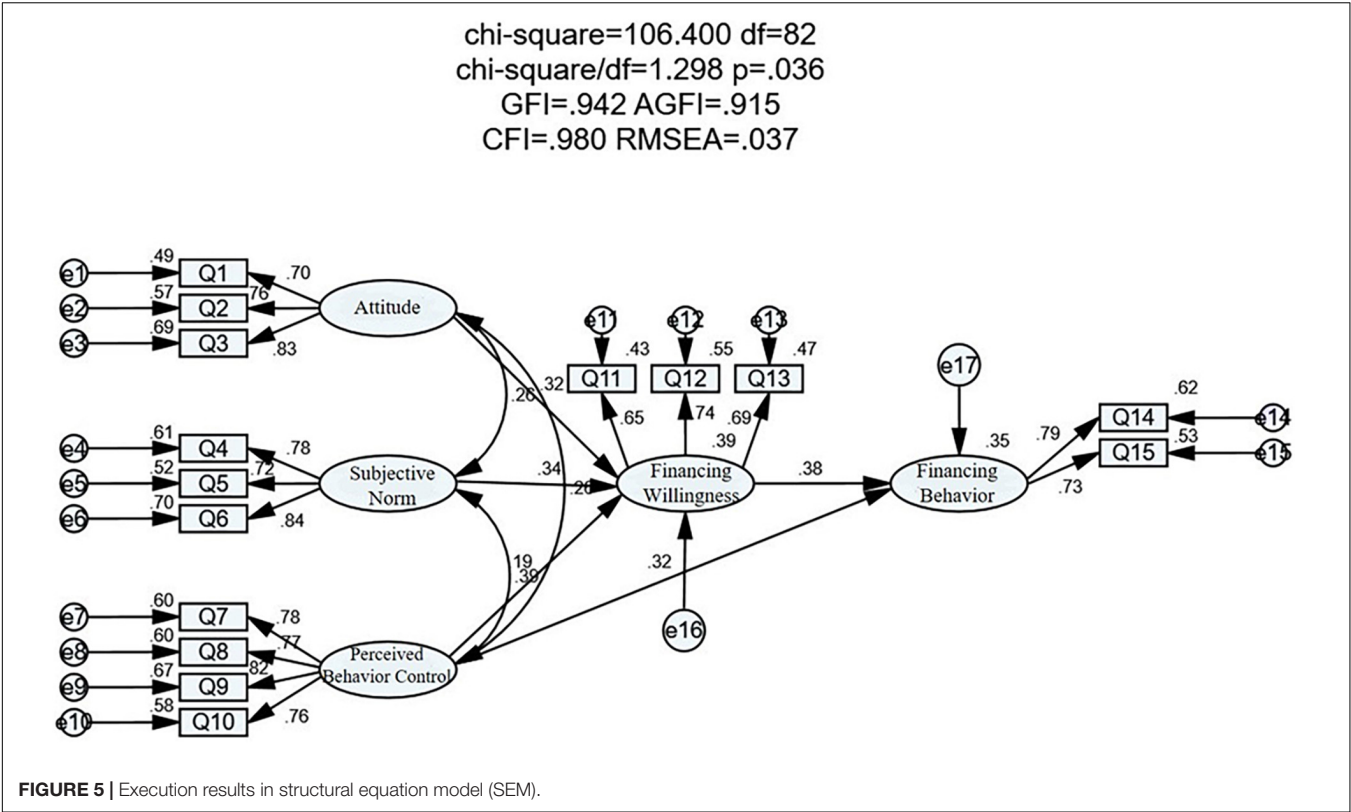 chi-square=106.400 df=82
chi-square/df=1.298 p=.036
GFI=.942 AGFI=.915
CFI=.980 RMSEA=.037
e1 .49 Q1 .70
e2 .57 Q2 .76
e3 .69 Q3 .83
Attitude
e4 .61 Q4 .78
e5 .52 Q5 .72
e6 .70 Q6 .84
Subjective
Norm
e7 .60 Q7 .78
e8 .60 Q8 .77
e9 .67 Q9 .82
e10 .58 Q10 .76
Perceived
Behavior Control
.26 .32
.34
.26
.19
.39
e11 e12 e13
.43 .55 .47
Q11 Q12 Q13
.65 .74 .69
.39
Financing
Willingness
.38
.32
e16
e17
.35
Financing
Behavior
.79 Q14 .62 e14
.73 Q15 .53 e15
FIGURE 5 | Execution results in structural equation model (SEM).